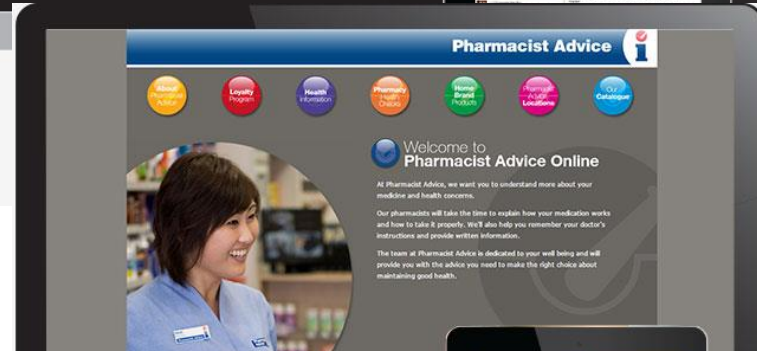 Pharmacist Advice
i
About
Pharmacist
Advice
Loyalty
Program
Health
Information
Pharmacy
Health
Checks
Home
Brand
Products
Pharmacist
Advice
Locations
Our
Catalogue
Welcome to
Pharmacist Advice Online
At Pharmacist Advice, we want you to understand more about your
medicine and health concerns.
Our pharmacists will take the time to explain how your medication works
and how to take it properly. We'll also help you remember your doctor's
instructions and provide written information.
The team at Pharmacist Advice is dedicated to your well being and will
provide you with the advice you need to make the right choice about
maintaining good health.